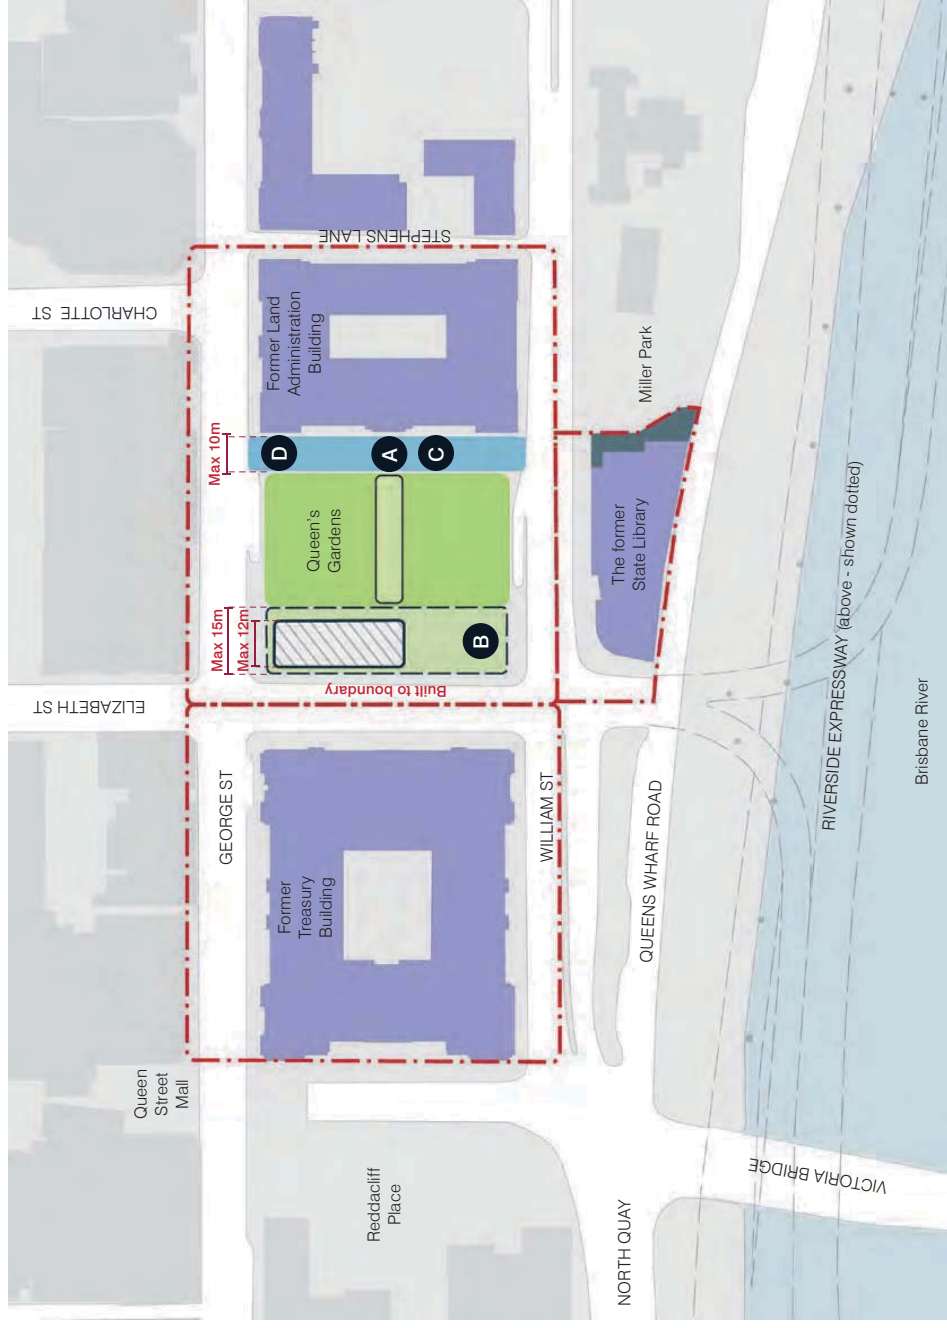 CHARLOTTE ST
STEPHENS LANE
Former Land
Administration
Building
Max 10m
D
A
C
Miller Park
Queen's
Gardens
The former
State Library
Max 15m
Max 12m
B
Built to boundary
ELIZABETH ST
GEORGE ST
WILLIAM ST
QUEENS WHARF ROAD
RIVERSIDE EXPRESSWAY (above - shown dotted)
Brisbane River
Former
Treasury
Building
Queen
Street
Mall
Reddacliff
Place
NORTH QUAY
VICTORIA BRIDGE